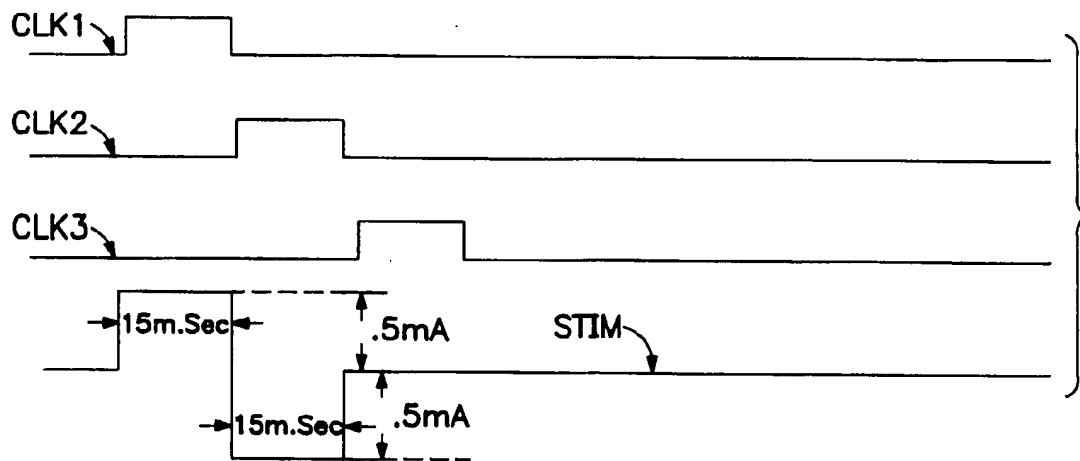 CLK1
CLK2
CLK3
15m.Sec
.5mA
STIM
15m.Sec
.5mA